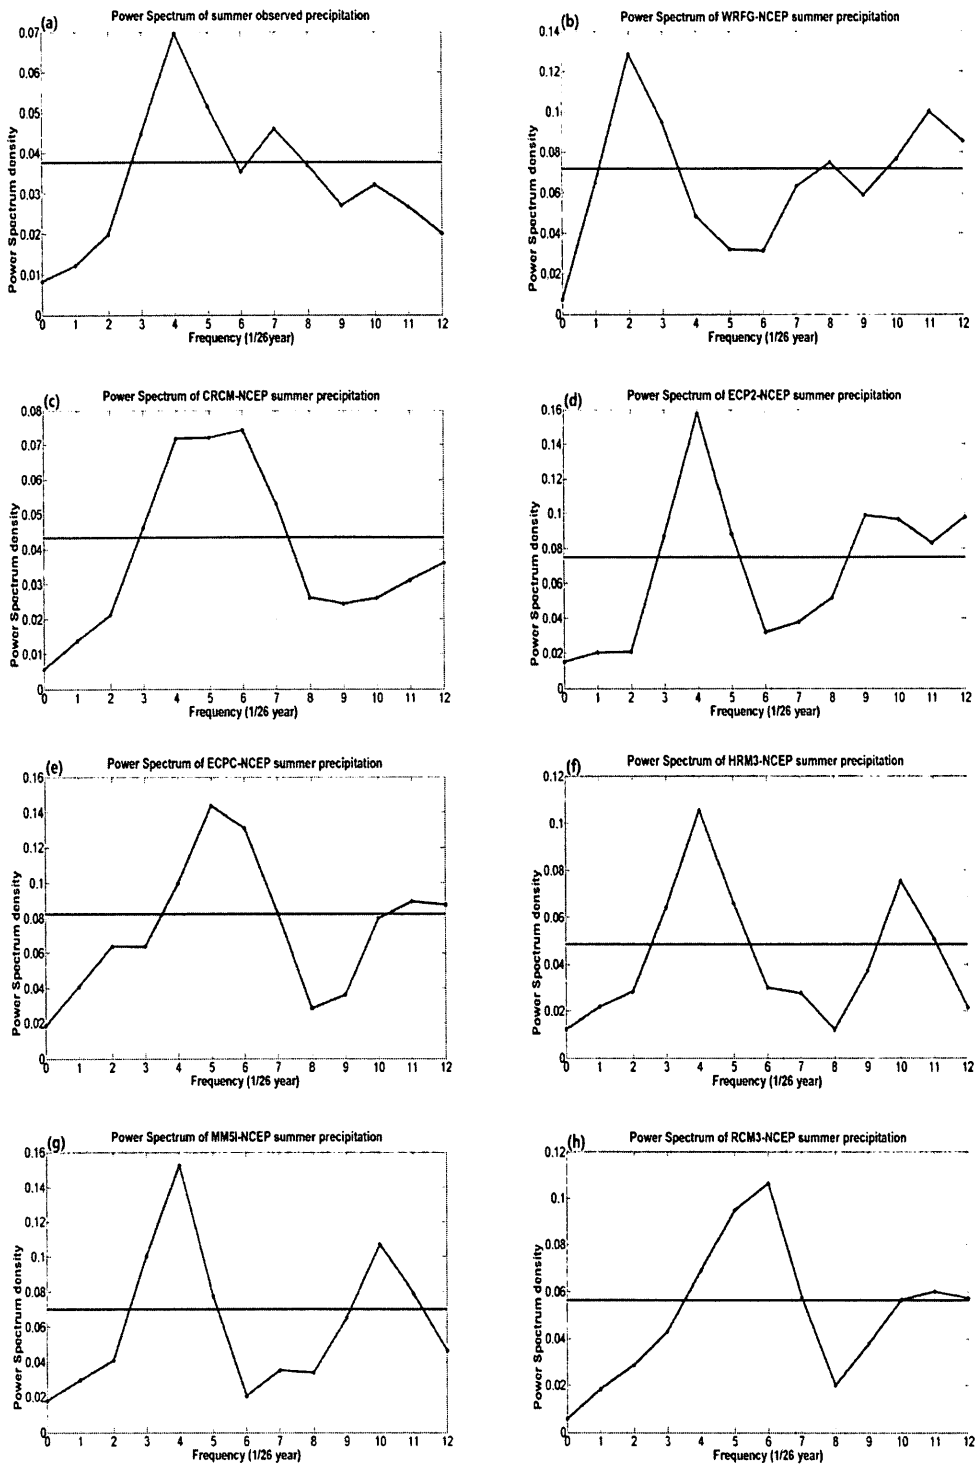 (a)
Power Spectrum of summer observed precipitation
Power Spectrum density
0.07
0.06
0.05
0.04
0.03
0.02
0.01
0
0 1 2 3 4 5 6 7 8 9 10 11 12
Frequency (1/26year)
(b)
Power Spectrum of WRFG-NCEP summer precipitation
Power Spectrum density
0.14
0.12
0.10
0.08
0.06
0.04
0.02
0
0 1 2 3 4 5 6 7 8 9 10 11 12
Frequency (1/26 year)
(c)
Power Spectrum of CRCM-NCEP summer precipitation
Power Spectrum density
0.08
0.07
0.06
0.05
0.04
0.03
0.02
0.01
0
0 1 2 3 4 5 6 7 8 9 10 11 12
Frequency (1/26 year)
(d)
Power Spectrum of ECP2-NCEP summer precipitation
Power Spectrum density
0.16
0.14
0.12
0.1
0.08
0.06
0.04
0.02
0
0 1 2 3 4 5 6 7 8 9 10 11 12
Frequency (1/26 year)
(e)
Power Spectrum of ECPC-NCEP summer precipitation
Power Spectrum density
0.16
0.14
0.12
0.1
0.08
0.06
0.04
0.02
0
0 1 2 3 4 5 6 7 8 9 10 11 12
Frequency (1/26 year)
(f)
Power Spectrum of HRM3-NCEP summer precipitation
Power Spectrum density
0.12
0.1
0.08
0.06
0.04
0.02
0
0 1 2 3 4 5 6 7 8 9 10 11 12
Frequency (1/26 year)
(g)
Power Spectrum of MM5I-NCEP summer precipitation
Power Spectrum density
0.16
0.14
0.12
0.1
0.08
0.06
0.04
0.02
0
0 1 2 3 4 5 6 7 8 9 10 11 12
Frequency (1/26 year)
(h)
Power Spectrum of RCM3-NCEP summer precipitation
Power Spectrum density
0.12
0.1
0.08
0.06
0.04
0.02
0
0 1 2 3 4 5 6 7 8 9 10 11 12
Frequency (1/26 year)